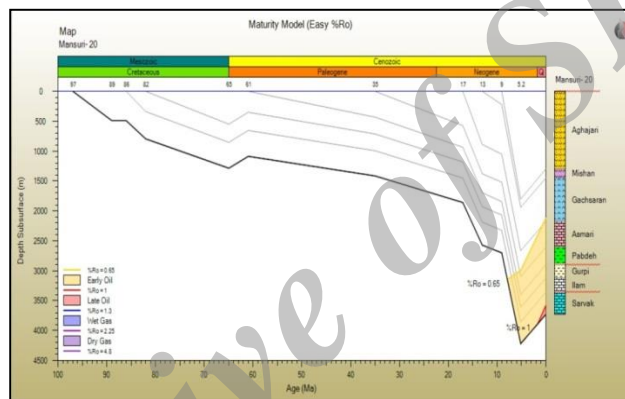 Maturity Model (Easy %Ro)
Map
Mansuri- 20
Mesozoic
Cenozoic
Cretaceous
Paleogene
Neogene
Mansuri- 20
97 89 86 82 65 61 35 17 13 9 5.2
0
500
1000
1500
2000
2500
3000
3500
4000
4500
Depth Subsurface (m)
%Ro = 0.65
Early Oil
%Ro = 1
Late Oil
%Ro = 1.3
Wet Gas
%Ro = 2.25
Dry Gas
%Ro = 4.8
%Ro = 0.65
%Ro = 1
100 90 80 70 60 50 40 30 20 10 0
Age (Ma)
Aghajari
Mishan
Gachsaran
Asmari
Pabdeh
Gurpi
Ilam
Sarvak